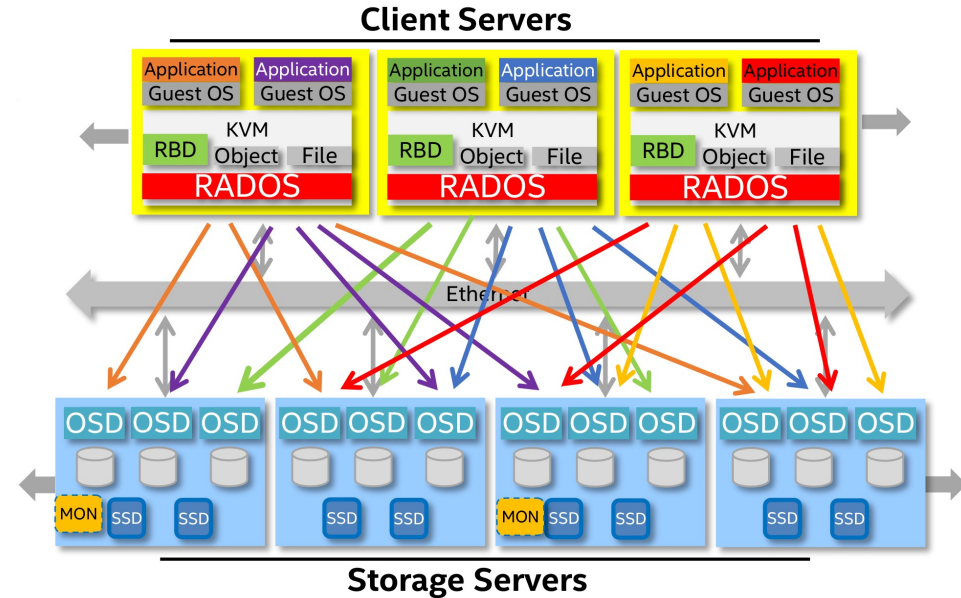 Client Servers
Application Application Application Application Application Application
Guest OS Guest OS Guest OS Guest OS Guest OS Guest OS
KVM KVM KVM
RBD Object File RBD Object File RBD Object File
RADOS RADOS RADOS
Ethernet
OSD OSD OSD OSD OSD OSD OSD OSD OSD OSD OSD OSD
MON SSD SSD SSD SSD MON SSD SSD SSD SSD
Storage Servers